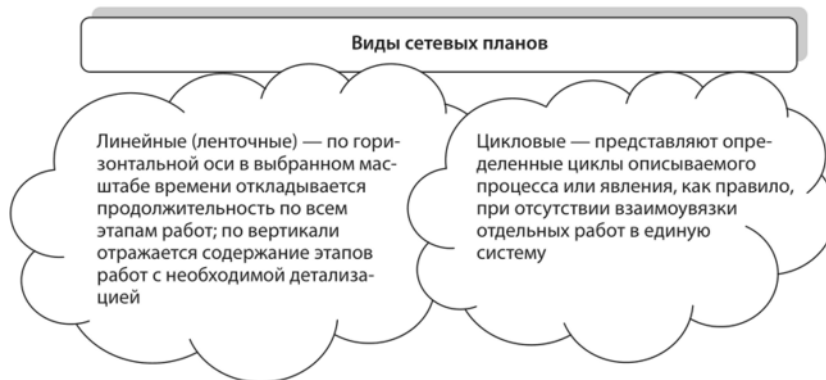 Виды сетевых планов
Линейные (ленточные) — по гори-
зонтальной оси в выбранном мас-
штабе времени откладывается
продолжительность по всем
этапам работ; по вертикали
отражается содержание этапов
работ с необходимой детализа-
цией
Цикловые — представляют опре-
деленные циклы описываемого
процесса или явления, как правило,
при отсутствии взаимоувязки
отдельных работ в единую
систему